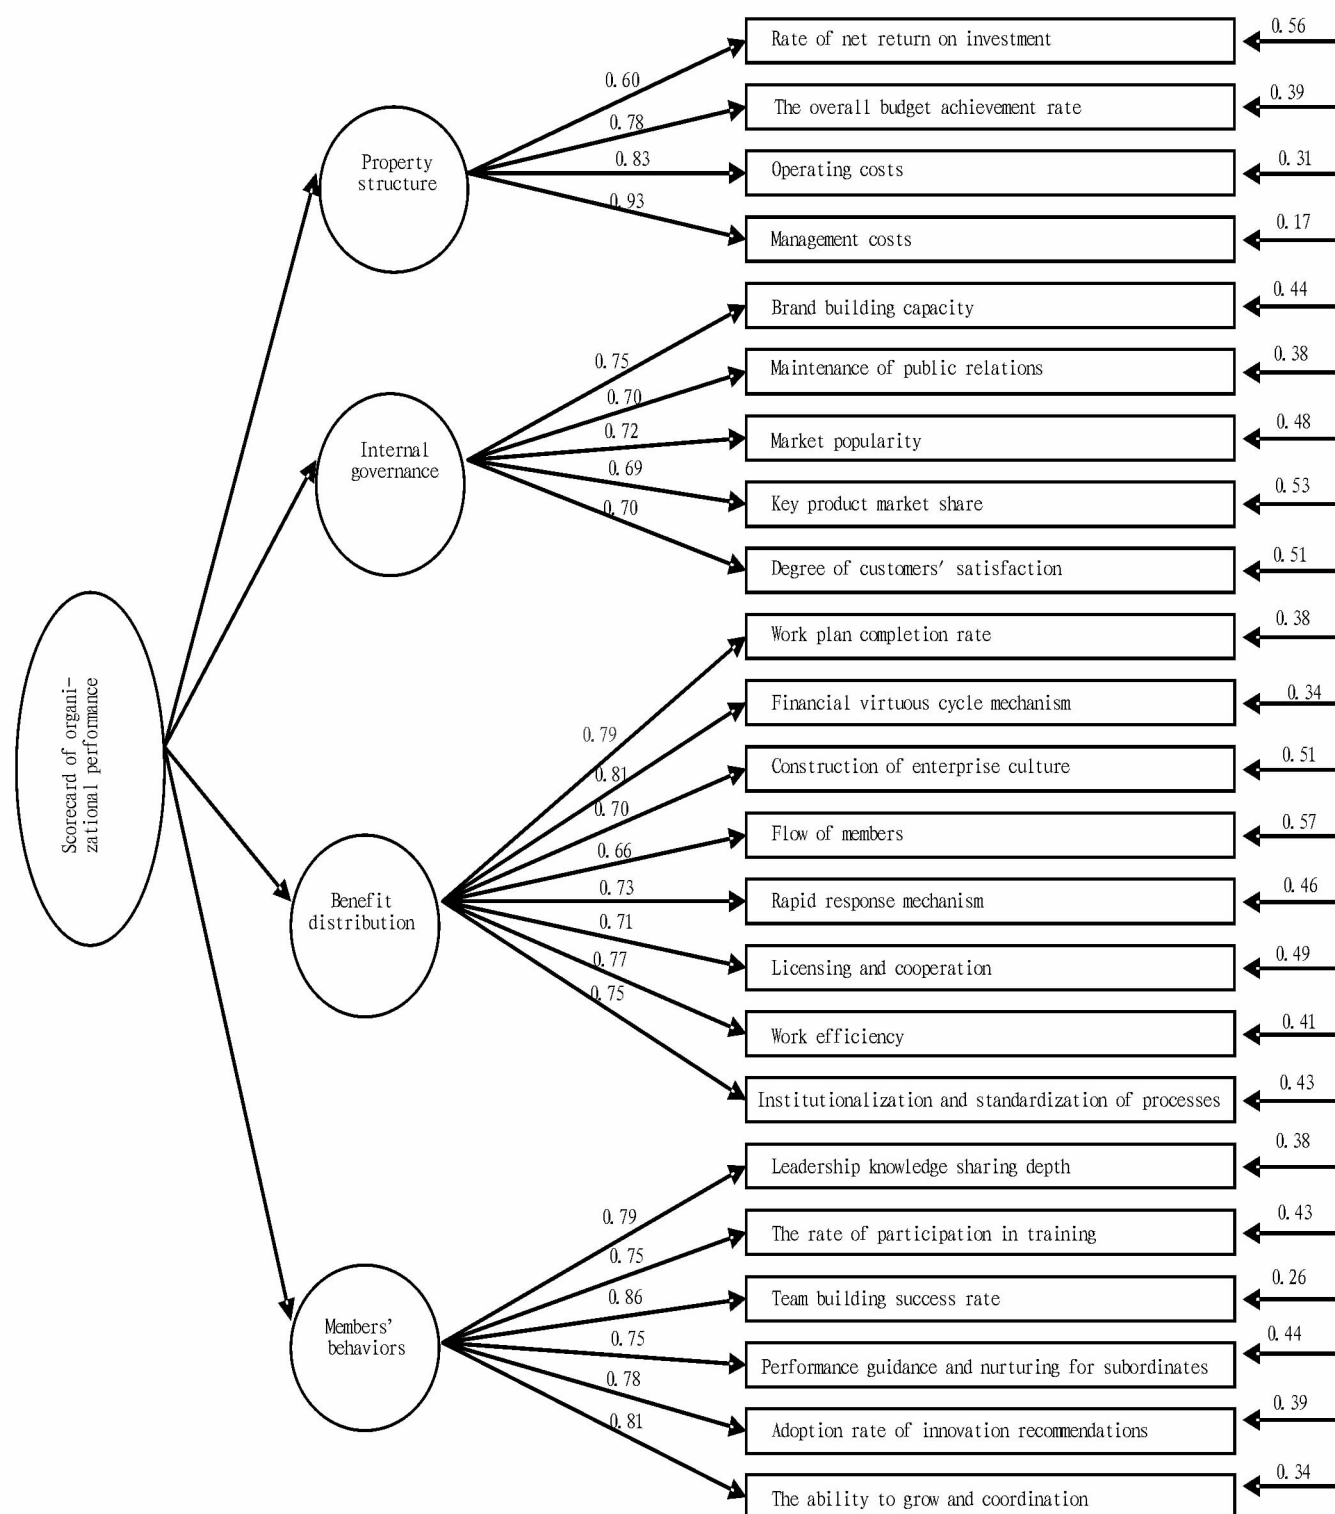 0.56
Rate of net return on investment
0.60
0.39
The overall budget achievement rate
0.78
Property
structure
0.83
0.31
Operating costs
0.93
0.17
Management costs
0.44
Brand building capacity
0.75
0.38
Maintenance of public relations
0.70
0.72
0.48
Market popularity
Internal
governance
0.69
0.53
Key product market share
0.70
0.51
Degree of customers' satisfaction
0.38
Work plan completion rate
Scorecard of organi-
zational performance
0.34
Financial virtuous cycle mechanism
0.79
0.81
0.51
Construction of enterprise culture
0.70
0.57
Flow of members
0.66
0.73
0.46
Rapid response mechanism
Benefit
distribution
0.71
0.49
Licensing and cooperation
0.77
0.75
0.41
Work efficiency
0.43
Institutionalization and standardization of processes
0.38
Leadership knowledge sharing depth
0.79
0.43
The rate of participation in training
0.75
0.86
0.26
Team building success rate
Members'
behaviors
0.75
0.44
Performance guidance and nurturing for subordinates
0.78
0.39
Adoption rate of innovation recommendations
0.81
0.34
The ability to grow and coordination